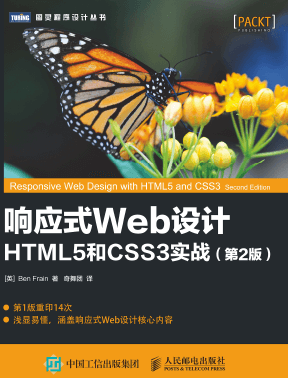 TURING 图灵程序设计丛书
[PACKT]
PUBLISHING
Responsive Web Design with HTML5 and CSS3 Second Edition
响应式Web设计
HTML5和CSS3实战（第2版）
[英] Ben Frain 著 奇舞团 译
● 第1版重印14次
● 浅显易懂，涵盖响应式Web设计核心内容
中国工信出版集团
人民邮电出版社
POSTS & TELECOM PRESS